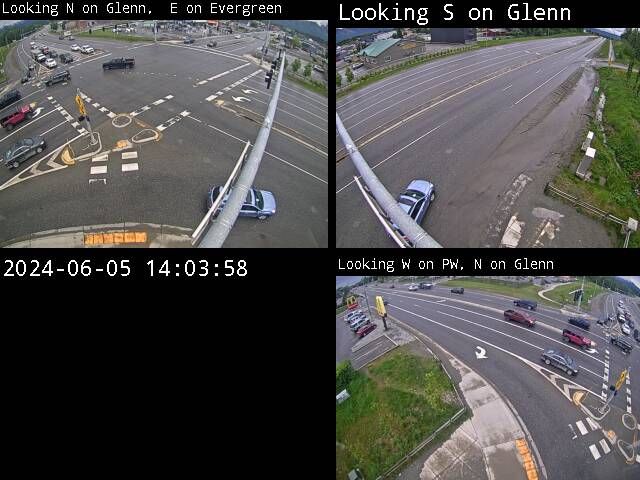 Looking N on Glenn, E on Evergreen
Looking S on Glenn
2024-06-05 14:03:58
Looking W on PW, N on Glenn